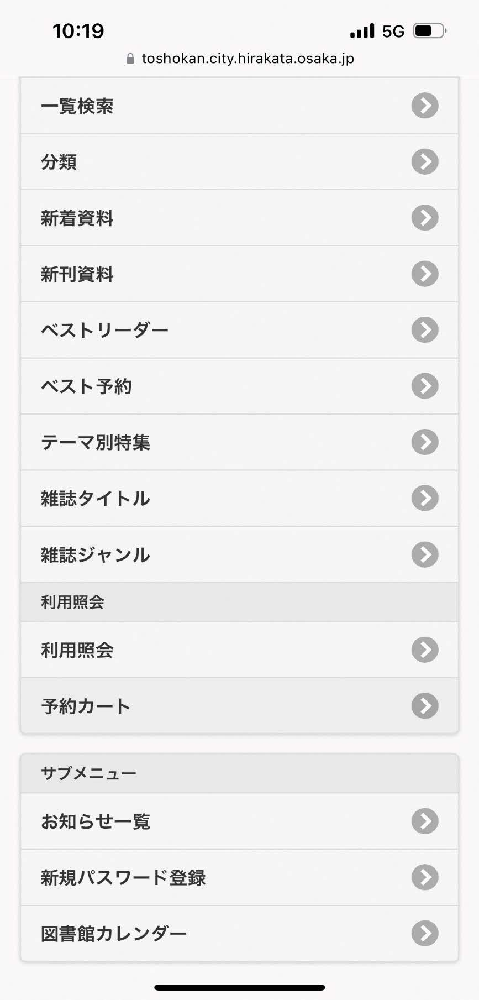 10:19
5G
toshokan.city.hirakata.osaka.jp
一覧検索
分類
新着資料
新刊資料
ベストリーダー
ベスト予約
テーマ別特集
雑誌タイトル
雑誌ジャンル
利用照会
利用照会
予約カート
サブメニュー
お知らせ一覧
新規パスワード登録
図書館カレンダー